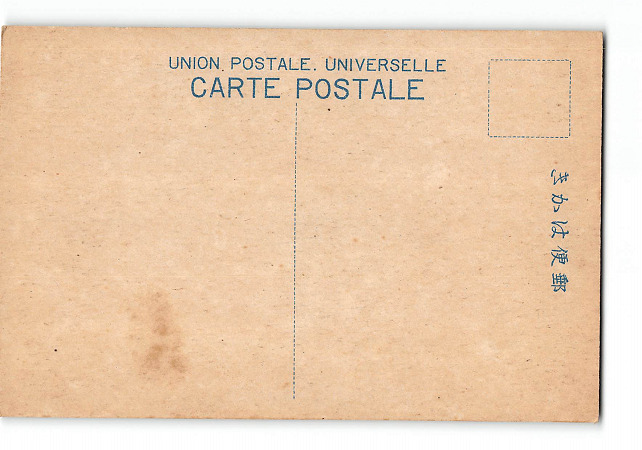 UNION POSTALE. UNIVERSELLE
CARTE POSTALE
郵便はかき